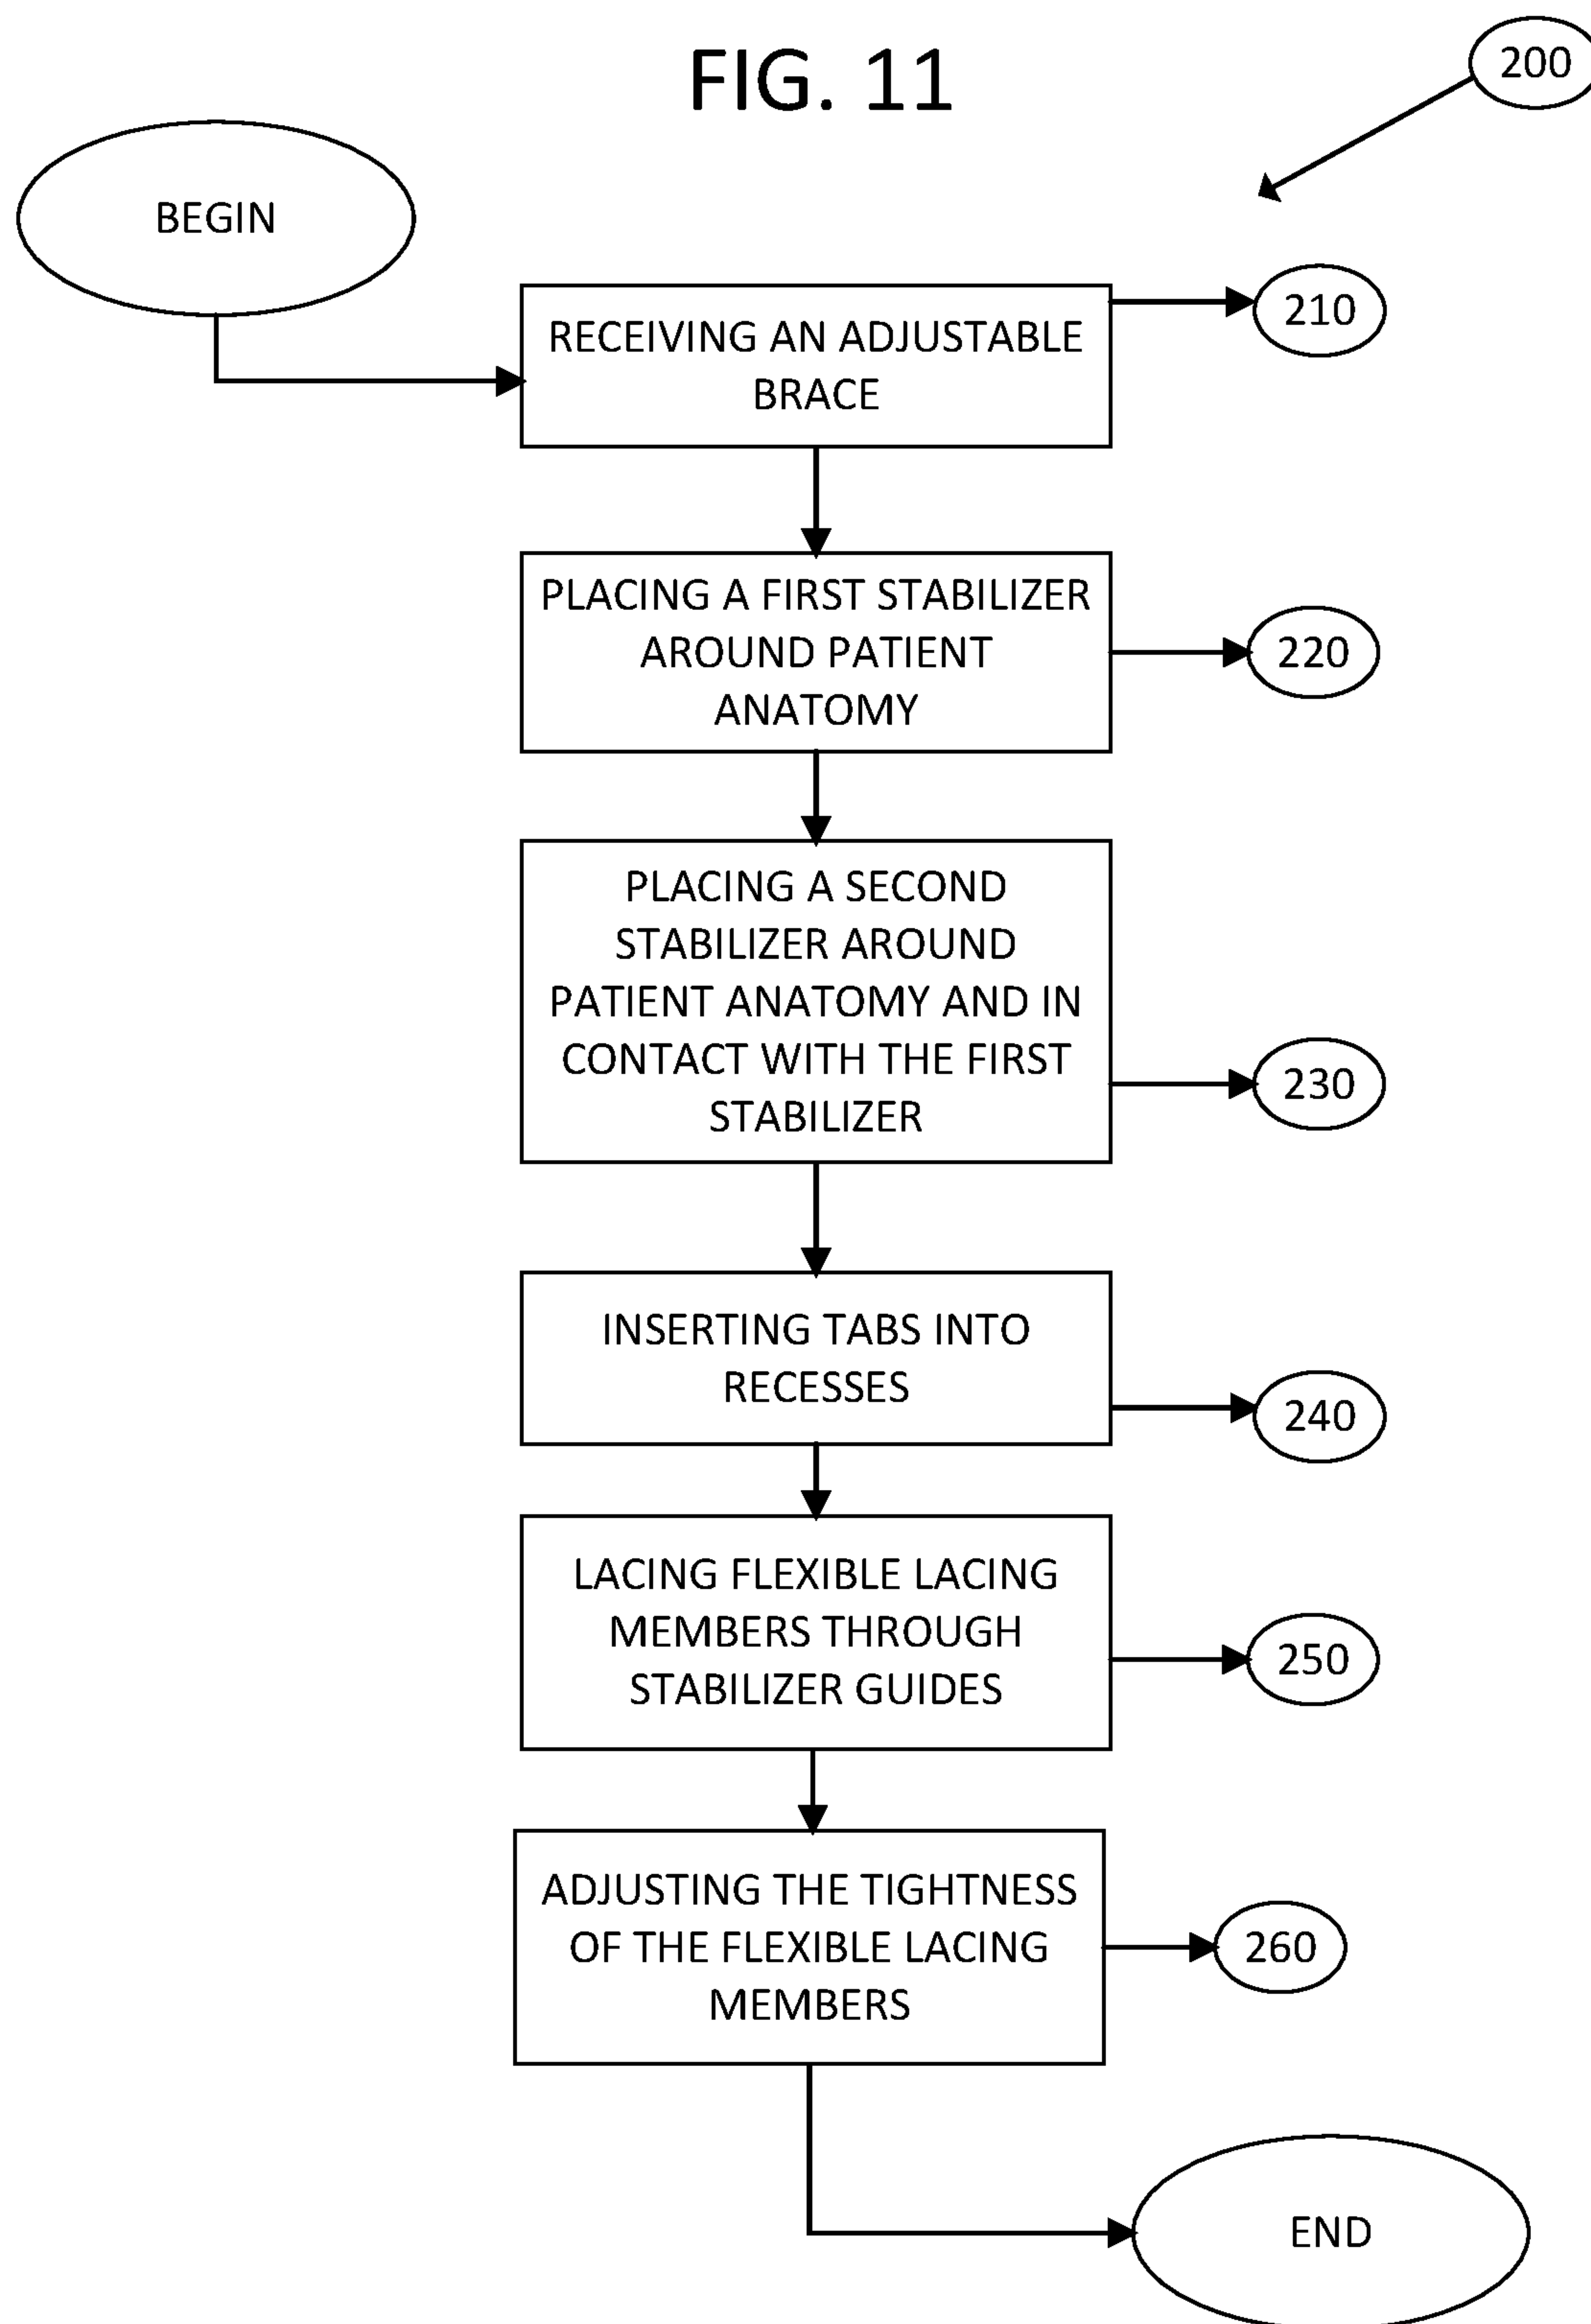 FIG. 11
200
BEGIN
RECEIVING AN ADJUSTABLE
BRACE
210
PLACING A FIRST STABILIZER
AROUND PATIENT
ANATOMY
220
PLACING A SECOND
STABILIZER AROUND
PATIENT ANATOMY AND IN
CONTACT WITH THE FIRST
STABILIZER
230
INSERTING TABS INTO
RECESSES
240
LACING FLEXIBLE LACING
MEMBERS THROUGH
STABILIZER GUIDES
250
ADJUSTING THE TIGHTNESS
OF THE FLEXIBLE LACING
MEMBERS
260
END